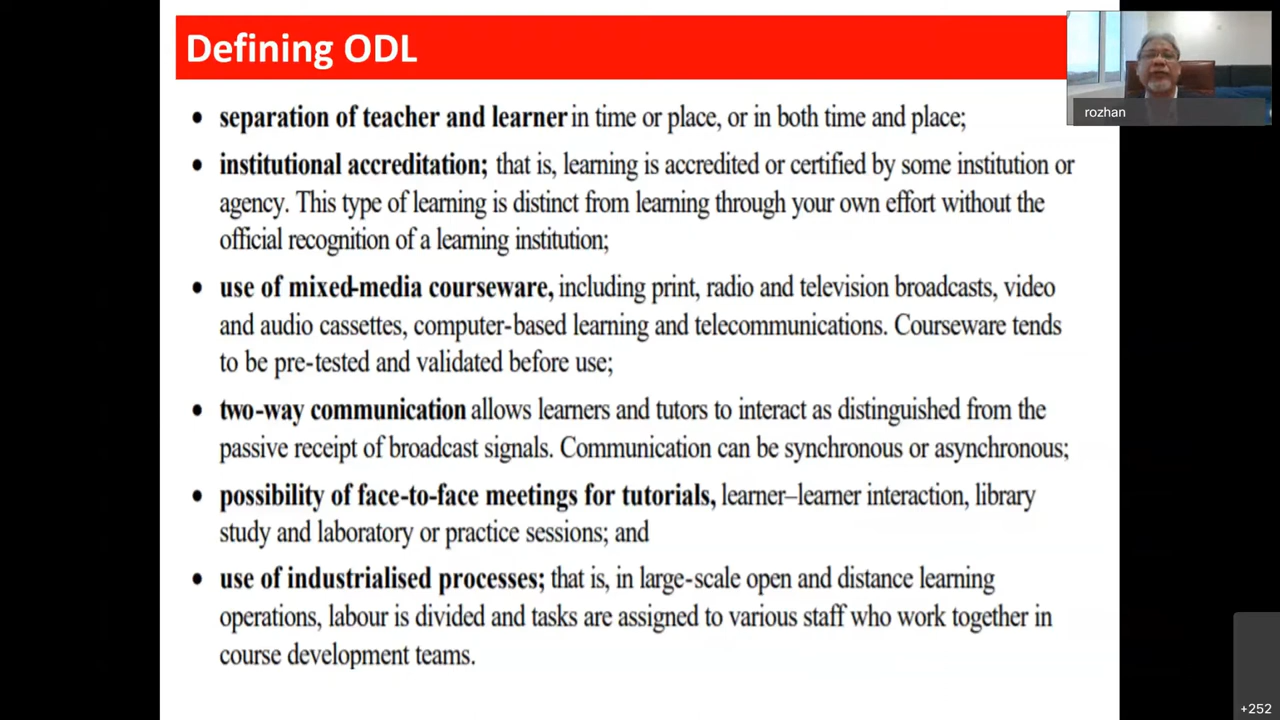 Defining ODL
rozhan
• separation of teacher and learner in time or place, or in both time and place;
• institutional accreditation; that is, learning is accredited or certified by some institution or
agency. This type of learning is distinct from learning through your own effort without the
official recognition of a learning institution;
• use of mixed-media courseware, including print, radio and television broadcasts, video
and audio cassettes, computer-based learning and telecommunications. Courseware tends
to be pre-tested and validated before use;
• two-way communication allows learners and tutors to interact as distinguished from the
passive receipt of broadcast signals. Communication can be synchronous or asynchronous;
• possibility of face-to-face meetings for tutorials, learner–learner interaction, library
study and laboratory or practice sessions; and
• use of industrialised processes; that is, in large-scale open and distance learning
operations, labour is divided and tasks are assigned to various staff who work together in
course development teams.
+252